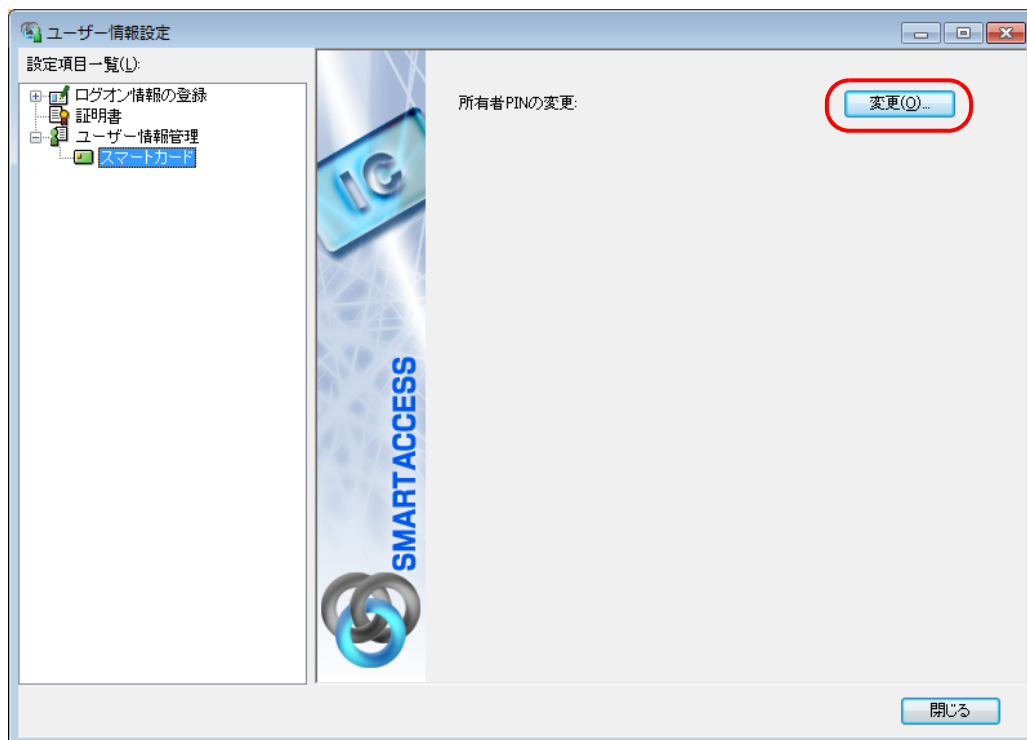 ユーザー情報設定
設定項目一覧(L):
ログオン情報の登録
証明書
ユーザー情報管理
スマートカード
IC
SMARTACCESS
所有者PINの変更:
変更(O)...
閉じる